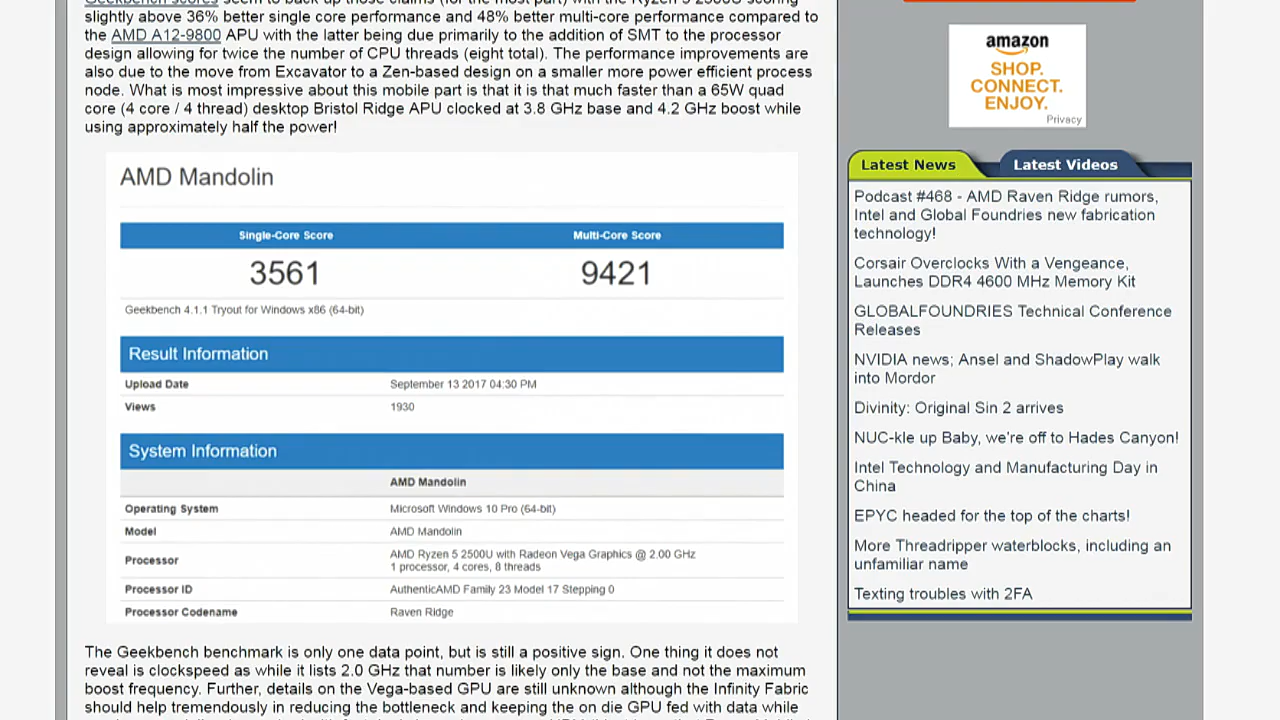 Geekbench scores seem to back up those claims (for the most part) with the Ryzen 5 2500U scoring
slightly above 36% better single core performance and 48% better multi-core performance compared to
the AMD A12-9800 APU with the latter being due primarily to the addition of SMT to the processor
design allowing for twice the number of CPU threads (eight total). The performance improvements are
also due to the move from Excavator to a Zen-based design on a smaller more power efficient process
node. What is most impressive about this mobile part is that it is that much faster than a 65W quad
core (4 core / 4 thread) desktop Bristol Ridge APU clocked at 3.8 GHz base and 4.2 GHz boost while
using approximately half the power!
AMD Mandolin
Single-Core Score Multi-Core Score
3561 9421
Geekbench 4.1.1 Tryout for Windows x86 (64-bit)
Result Information
Upload Date September 13 2017 04:30 PM
Views 1930
System Information
AMD Mandolin
Operating System Microsoft Windows 10 Pro (64-bit)
Model AMD Mandolin
Processor AMD Ryzen 5 2500U with Radeon Vega Graphics @ 2.00 GHz
1 processor, 4 cores, 8 threads
Processor ID AuthenticAMD Family 23 Model 17 Stepping 0
Processor Codename Raven Ridge
The Geekbench benchmark is only one data point, but is still a positive sign. One thing it does not
reveal is clockspeed as while it lists 2.0 GHz that number is likely only the base and not the maximum
boost frequency. Further, details on the Vega-based GPU are still unknown although the Infinity Fabric
should help tremendously in reducing the bottleneck and keeping the on die GPU fed with data while
amazon
SHOP.
CONNECT.
ENJOY.
Privacy
Latest News Latest Videos
Podcast #468 - AMD Raven Ridge rumors,
Intel and Global Foundries new fabrication
technology!
Corsair Overclocks With a Vengeance,
Launches DDR4 4600 MHz Memory Kit
GLOBALFOUNDRIES Technical Conference
Releases
NVIDIA news; Ansel and ShadowPlay walk
into Mordor
Divinity: Original Sin 2 arrives
NUC-kle up Baby, we're off to Hades Canyon!
Intel Technology and Manufacturing Day in
China
EPYC headed for the top of the charts!
More Threadripper waterblocks, including an
unfamiliar name
Texting troubles with 2FA